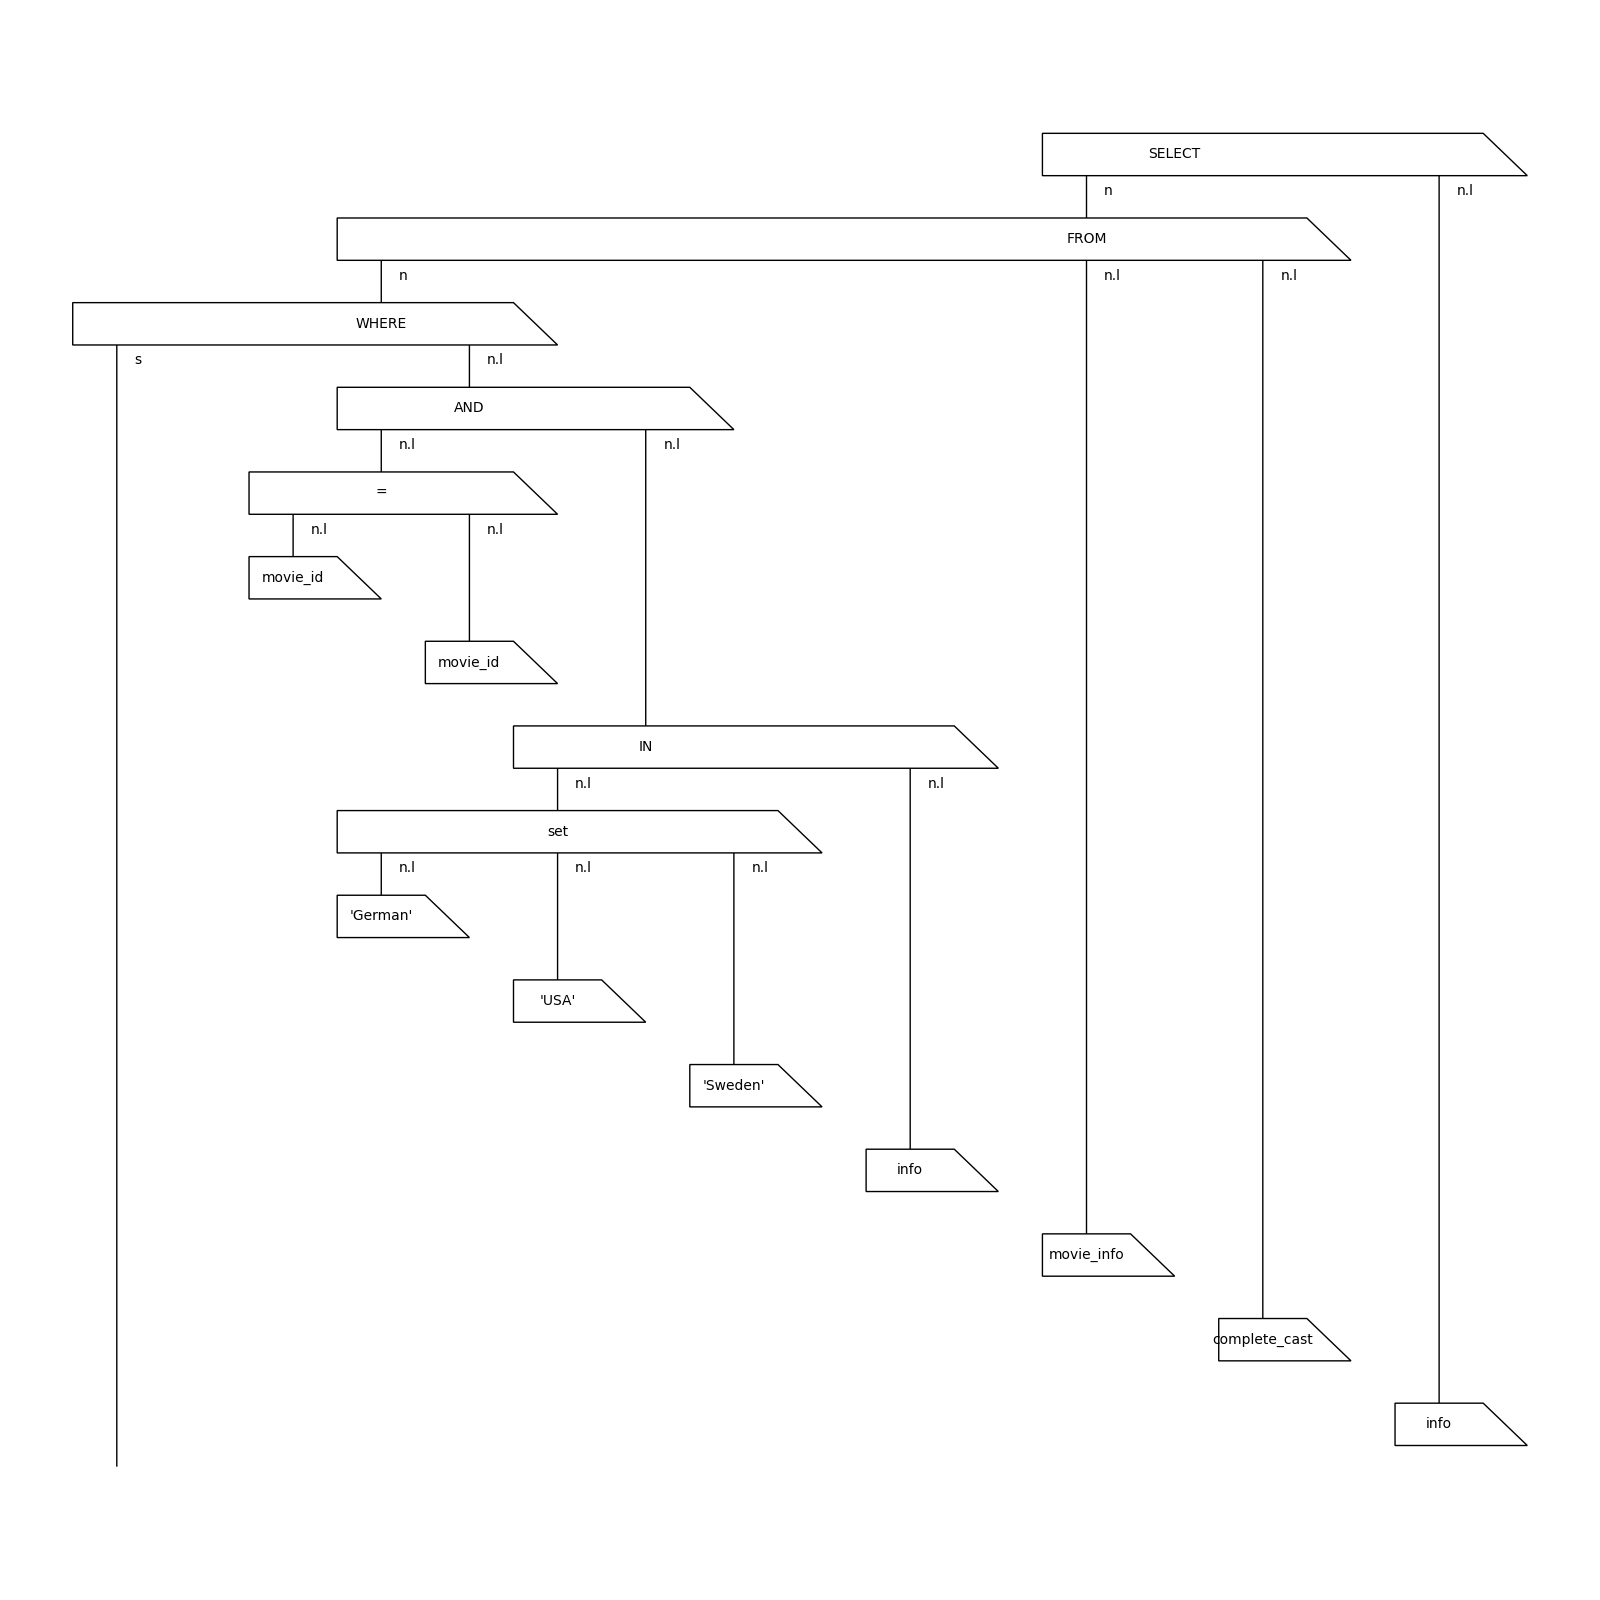 SELECT
n n.l
FROM
n n.l n.l
WHERE
s n.l
AND
n.l n.l
=
n.l n.l
movie_id
movie_id
IN
n.l n.l
set
n.l n.l n.l
'German'
'USA'
'Sweden'
info
movie_info
complete_cast
info